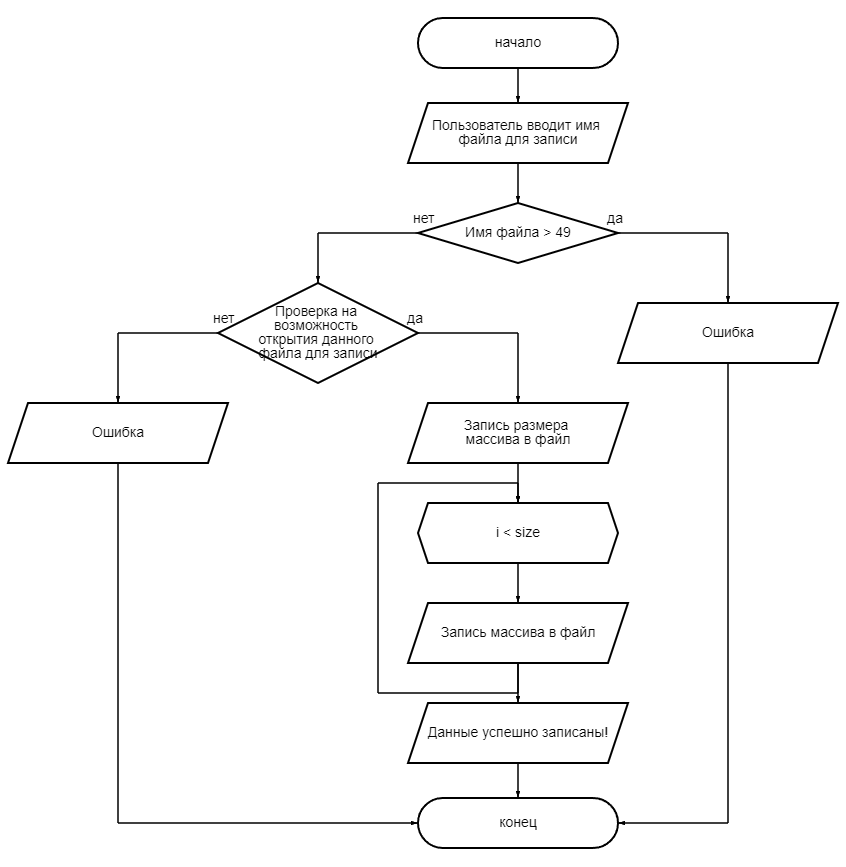 начало
Пользователь вводит имя
файла для записи
нет
да
Имя файла > 49
нет
Проверка на
возможность
открытия данного
файла для записи
да
Ошибка
Ошибка
Запись размера
массива в файл
i < size
Запись массива в файл
Данные успешно записаны!
конец